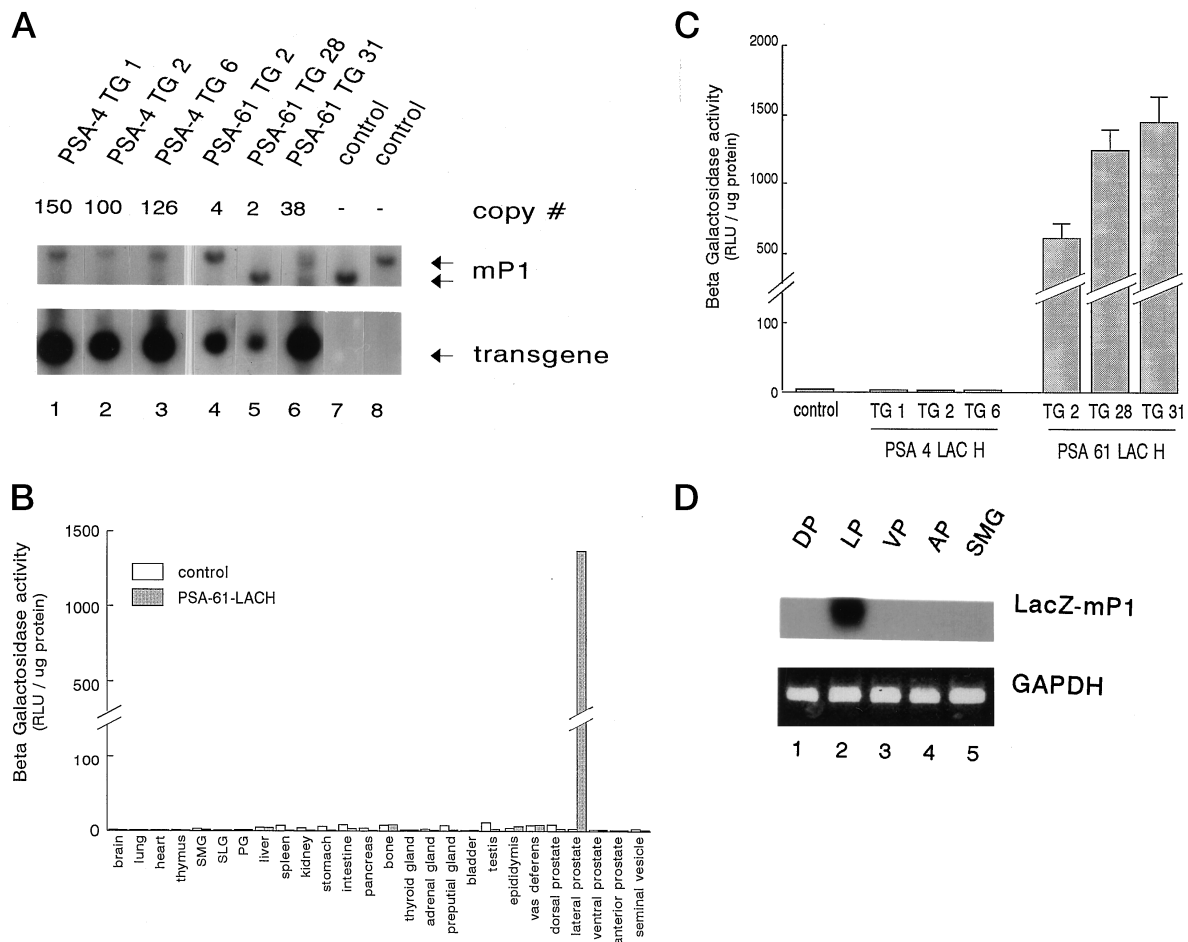 A
PSA-4 TG 1
PSA-4 TG 2
PSA-4 TG 6
PSA-61 TG 2
PSA-61 TG 28
PSA-61 TG 31
control
control
150 100 126 4 2 38 - - copy #
mP1
transgene
1 2 3 4 5 6 7 8
B
Beta Galactosidase activity
(RLU / ug protein)
1500
1000
500
100
0
control
PSA-61-LACH
brain
lung
heart
thymus
SMG
SLG
PG
liver
spleen
kidney
stomach
intestine
pancreas
bone
thyroid gland
adrenal gland
preputial gland
bladder
testis
epididymis
vas deferens
dorsal prostate
lateral prostate
ventral prostate
anterior prostate
seminal vesicle
C
Beta Galactosidase activity
(RLU / ug protein)
2000
1500
1000
500
100
0
control TG 1 TG 2 TG 6 TG 2 TG 28 TG 31
PSA 4 LAC H PSA 61 LAC H
D
DP
LP
VP
AP
SMG
LacZ-mP1
GAPDH
1 2 3 4 5